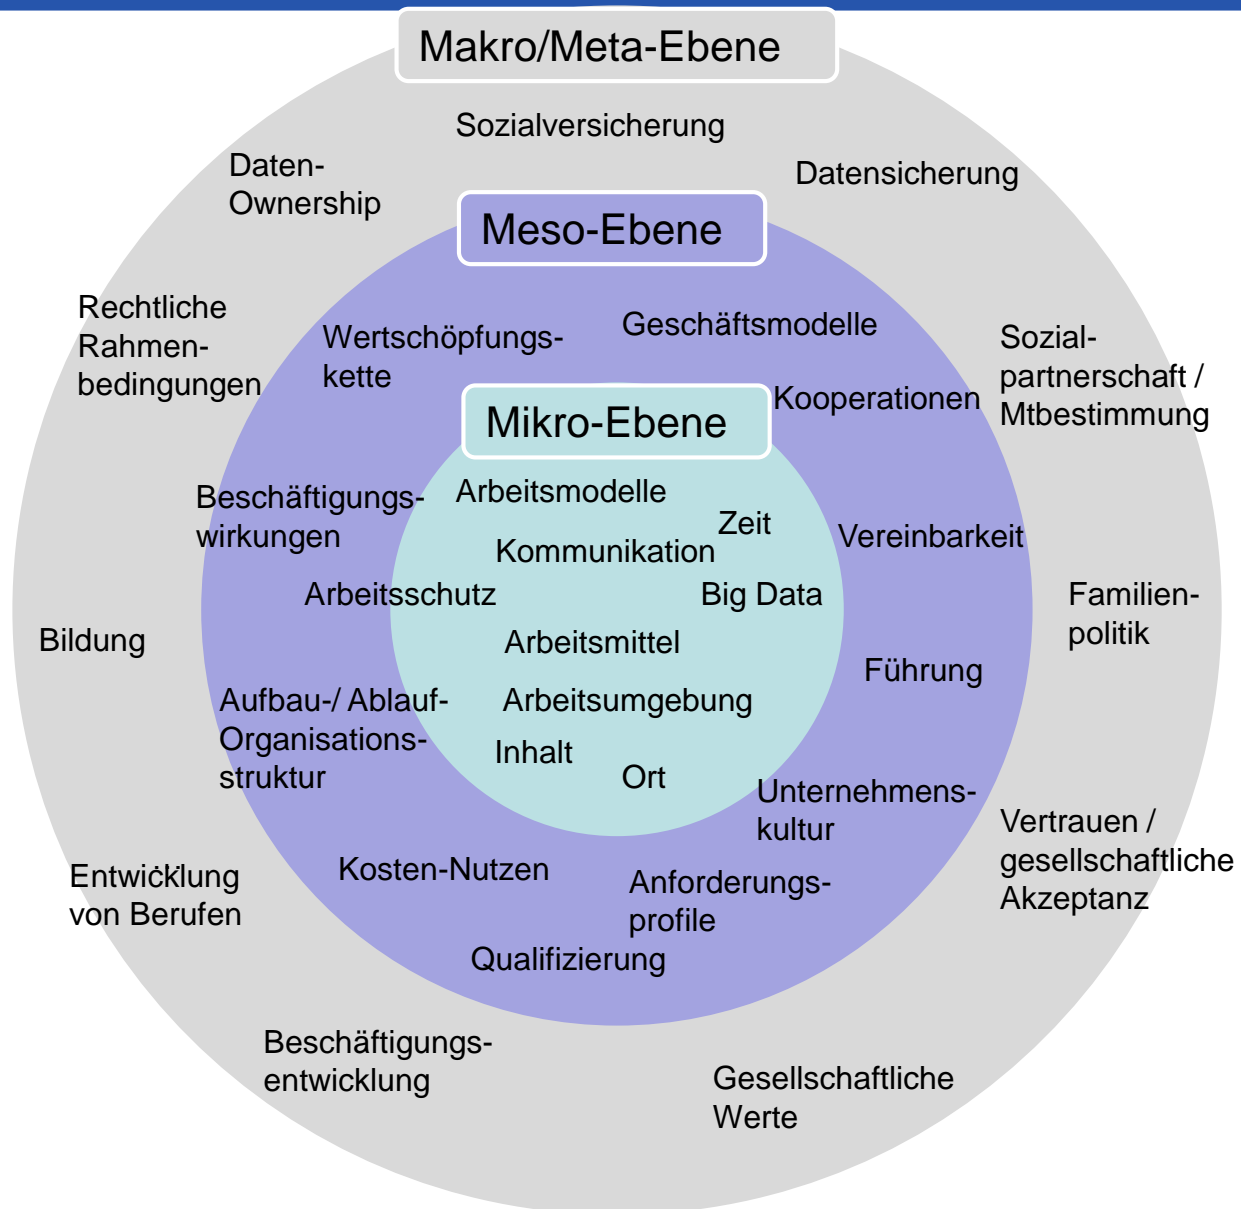 Makro/Meta-Ebene
Sozialversicherung
Daten-
Ownership
Datensicherung
Meso-Ebene
Rechtliche
Rahmen-
bedingungen
Wertschöpfungs-
kette
Geschäftsmodelle
Kooperationen
Sozial-
partnerschaft /
Mtbestimmung
Mikro-Ebene
Beschäftigungs-
wirkungen
Arbeitsmodelle
Zeit
Kommunikation
Vereinbarkeit
Arbeitsschutz
Big Data
Familien-
politik
Bildung
Arbeitsmittel
Führung
Aufbau-/ Ablauf-
Organisations-
struktur
Arbeitsumgebung
Inhalt
Ort
Unternehmens-
kultur
Vertrauen /
gesellschaftliche
Akzeptanz
Entwicklung
von Berufen
Kosten-Nutzen
Anforderungs-
profile
Qualifizierung
Beschäftigungs-
entwicklung
Gesellschaftliche
Werte